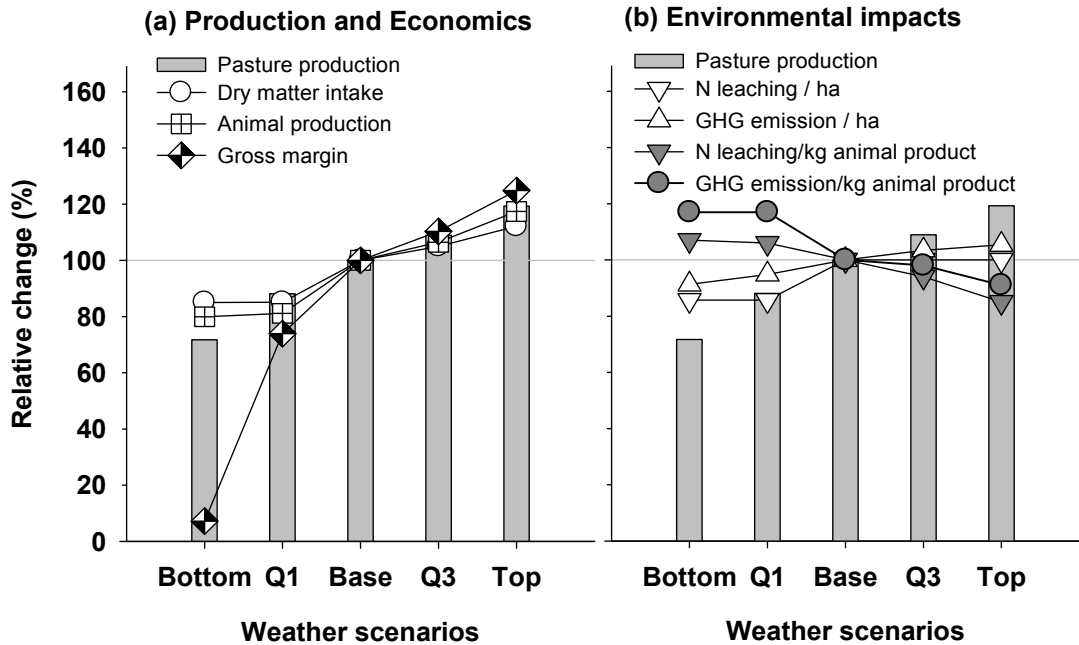 (a) Production and Economics
Pasture production
Dry matter intake
Animal production
Gross margin
Relative change (%)
160
140
120
100
80
60
40
20
0
Bottom Q1 Base Q3 Top
Weather scenarios
(b) Environmental impacts
Pasture production
N leaching / ha
GHG emission / ha
N leaching/kg animal product
GHG emission/kg animal product
Bottom Q1 Base Q3 Top
Weather scenarios